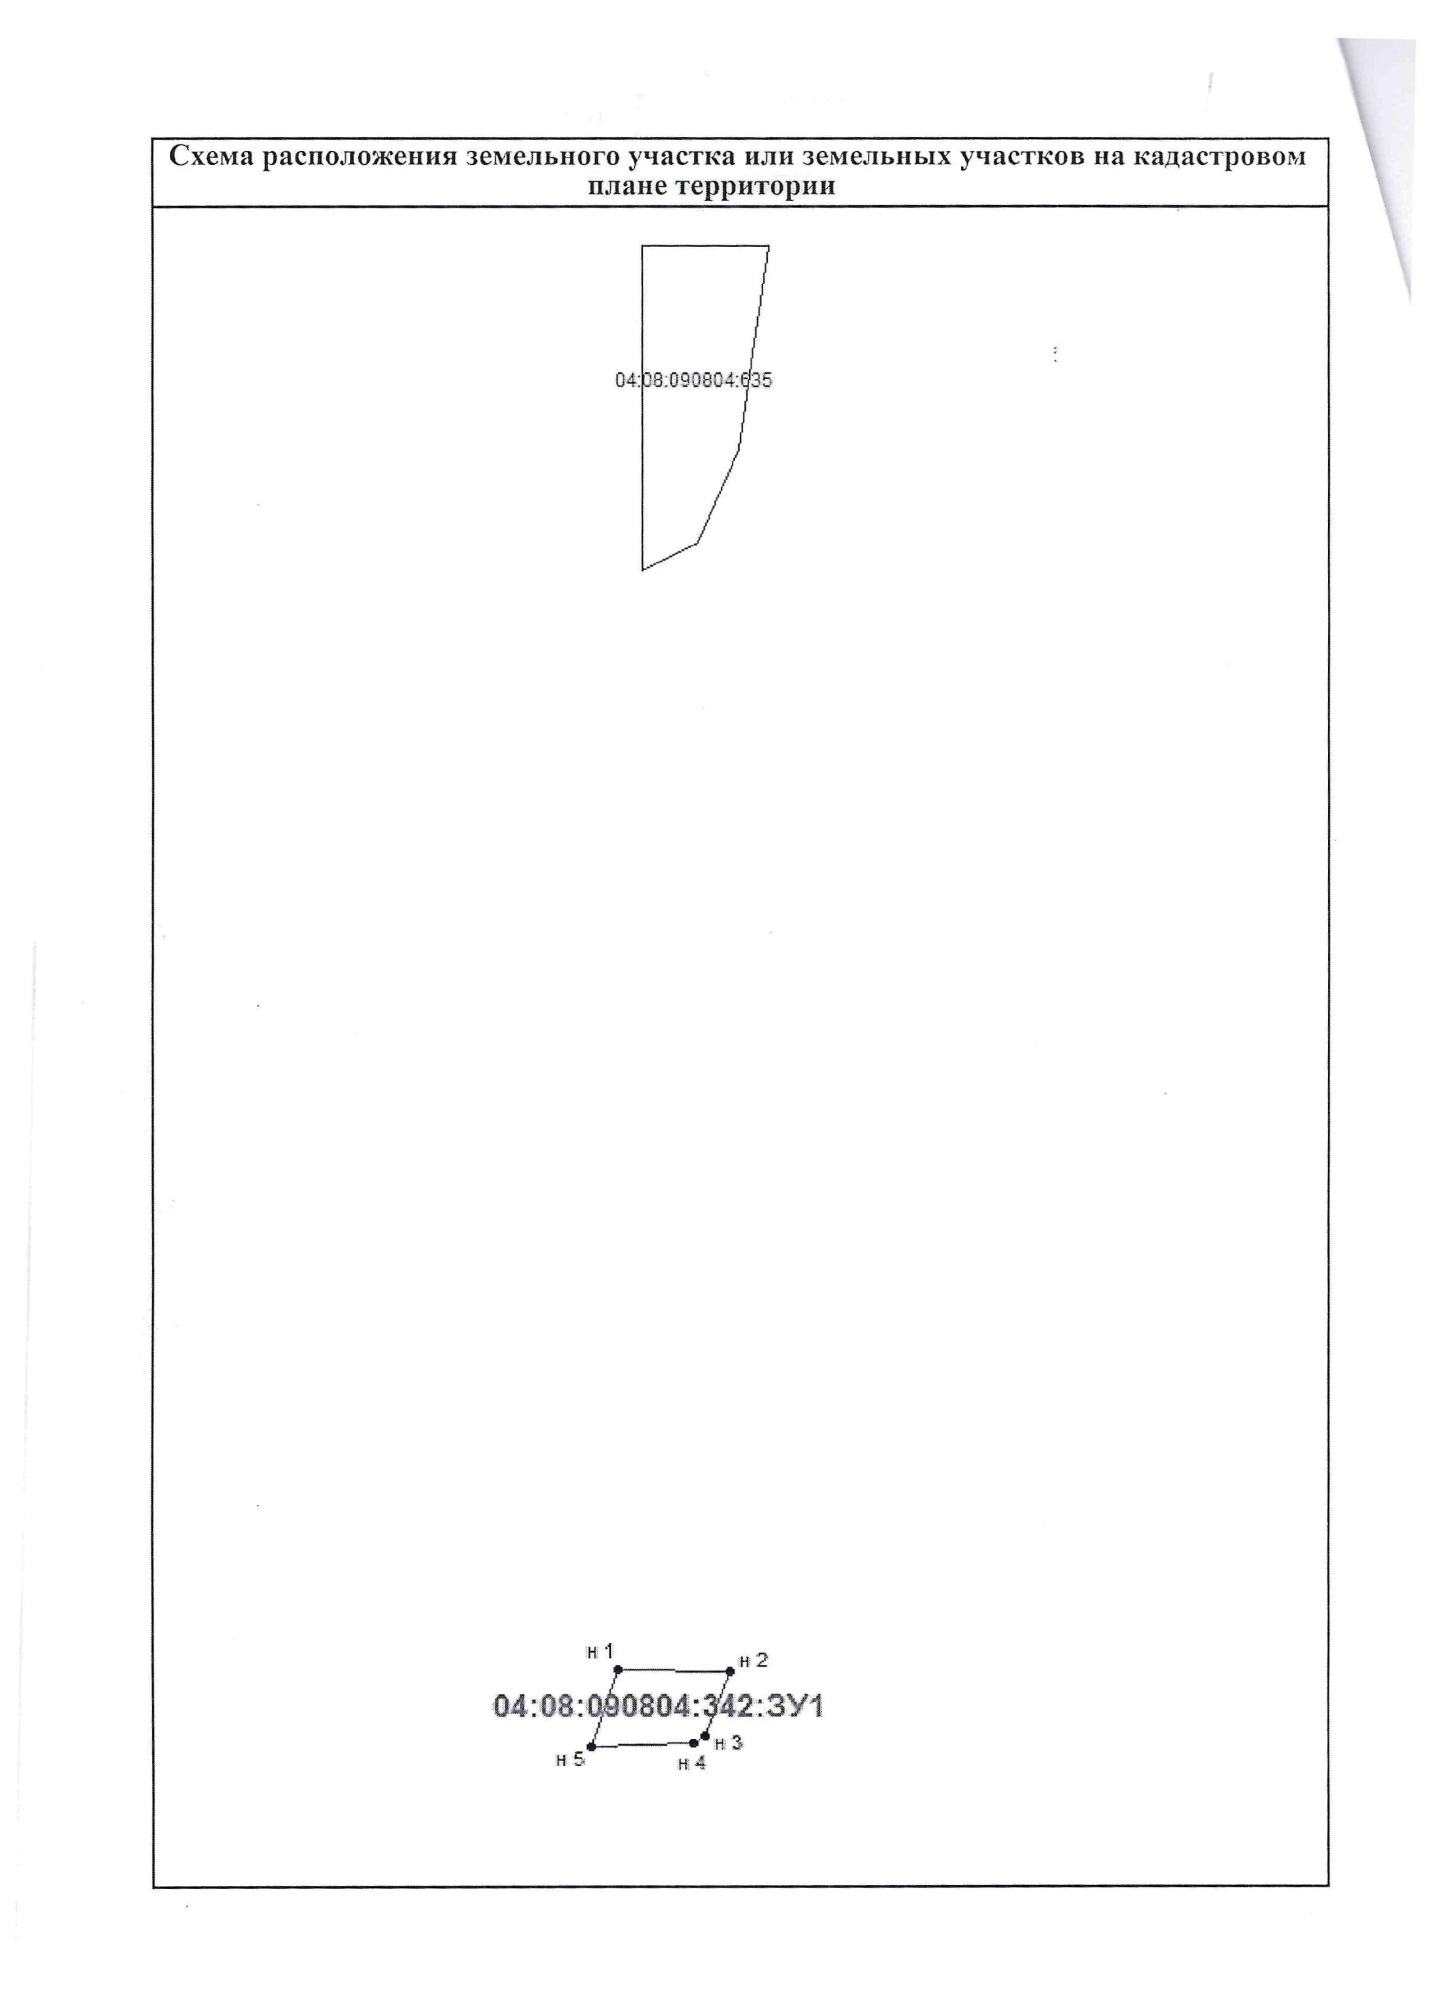 Схема расположения земельного участка или земельных участков на кадастровом
плане территории
04:08:090804:635
н 1
н 2
04:08:090804:342:ЗУ1
н 3
н 5
н 4